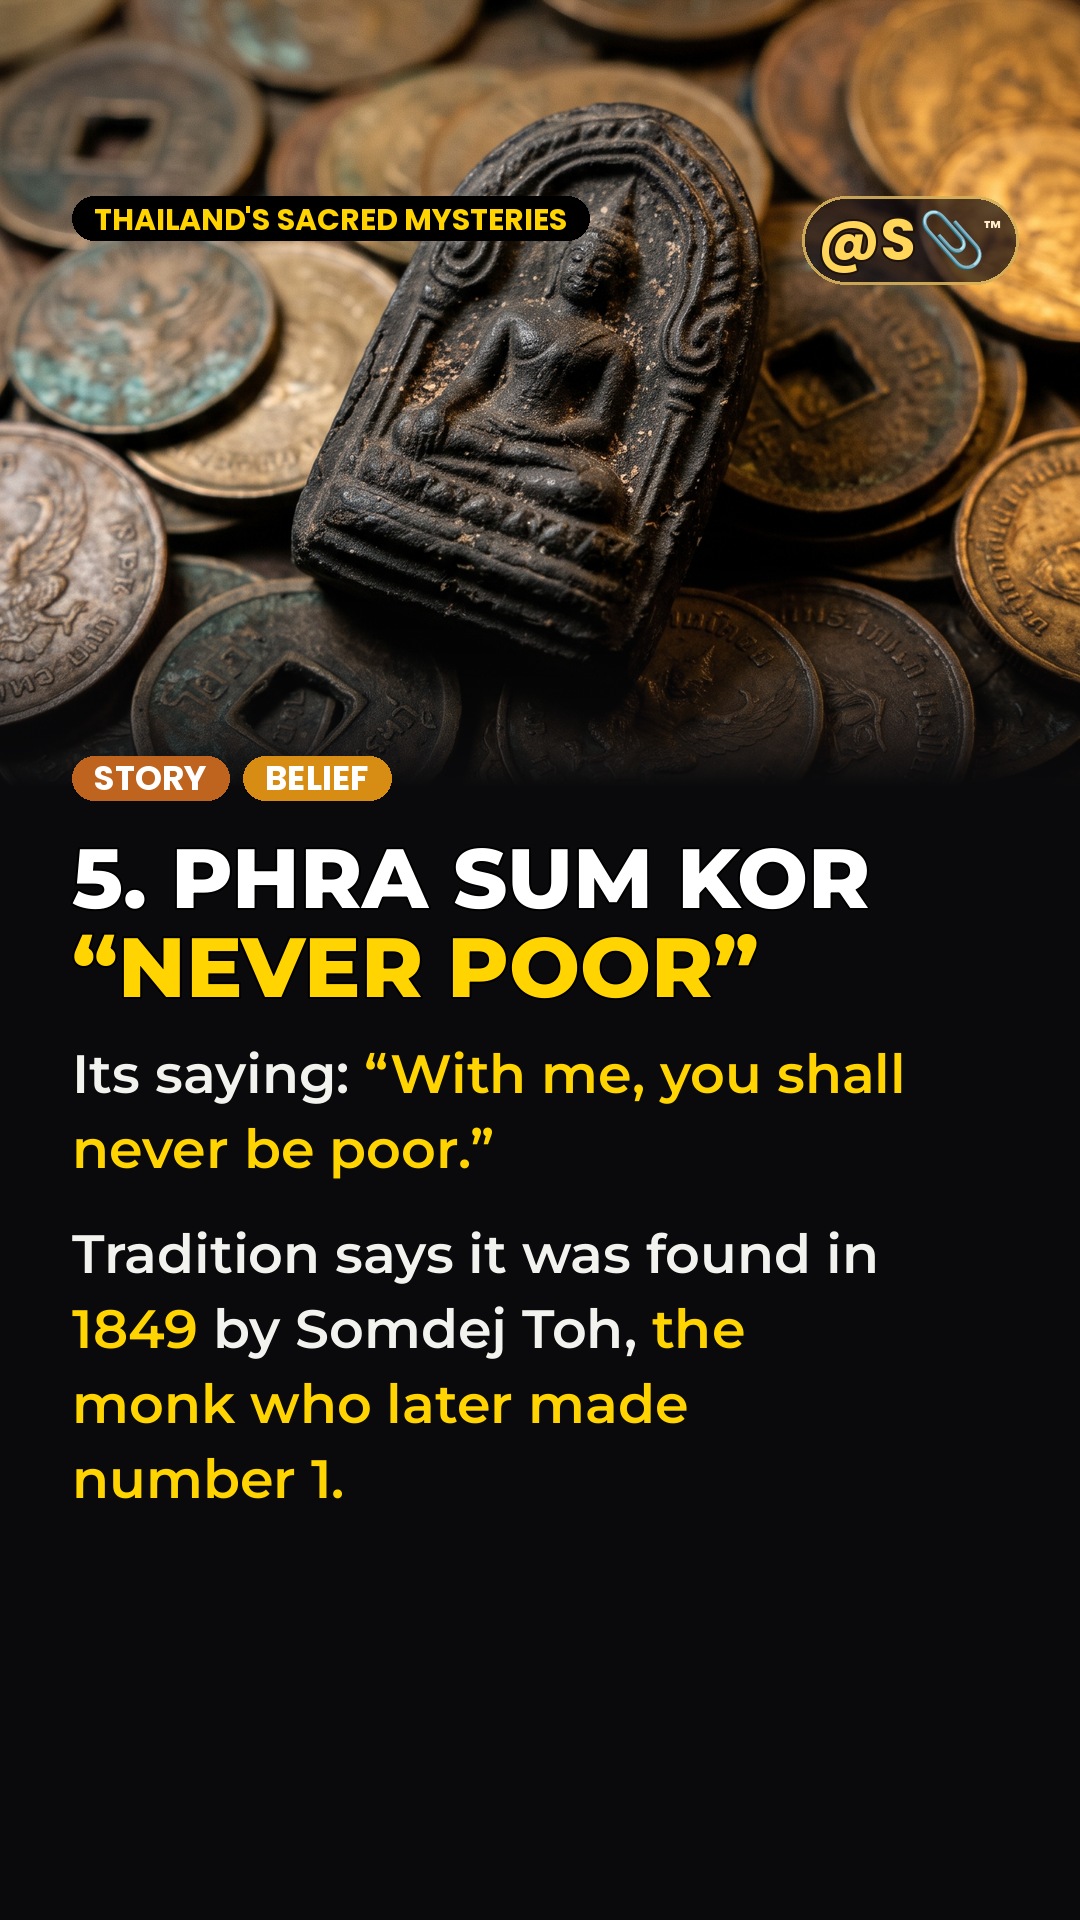 THAILAND'S SACRED MYSTERIES
@S™
STORY BELIEF
5. PHRA SUM KOR
“NEVER POOR”
Its saying: “With me, you shall
never be poor.”
Tradition says it was found in
1849 by Somdej Toh, the
monk who later made
number 1.